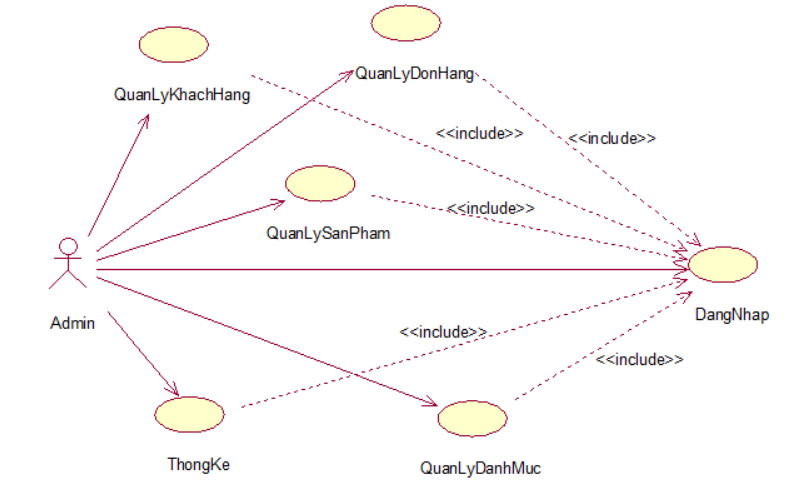 QuanLyDonHang
QuanLyKhachHang
<<include>>
<<include>>
<<include>>
QuanLySanPham
DangNhap
Admin
<<include>>
<<include>>
ThongKe
QuanLyDanhMuc